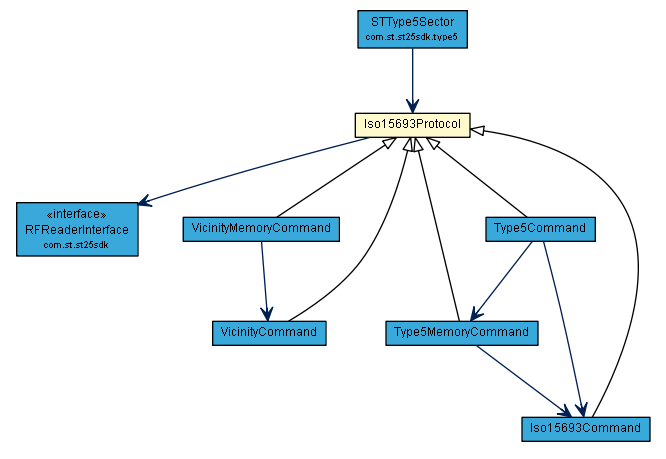 STType5Sector
com.st.st25sdk.type5
Iso15693Protocol
«interface»
RFReaderInterface
com.st.st25sdk
VicinityMemoryCommand
Type5Command
VicinityCommand
Type5MemoryCommand
Iso15693Command